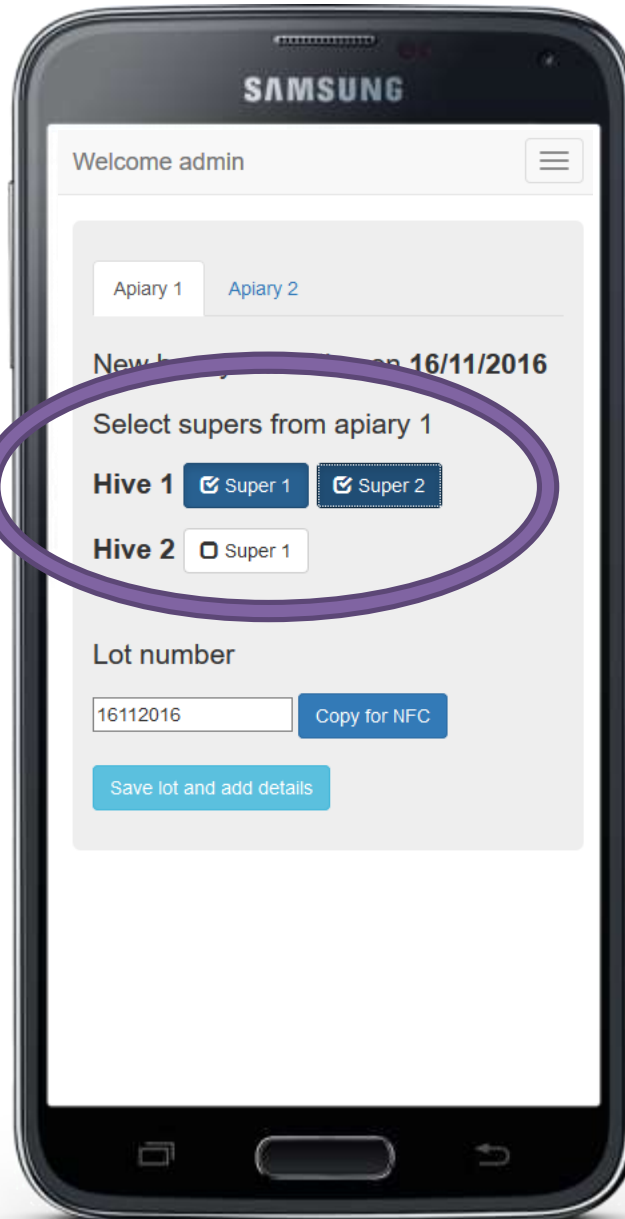 SAMSUNG
Welcome admin
Apiary 1 Apiary 2
New on 16/11/2016
Select supers from apiary 1
Hive 1 Super 1 Super 2
Hive 2 Super 1
Lot number
16112016 Copy for NFC
Save lot and add details